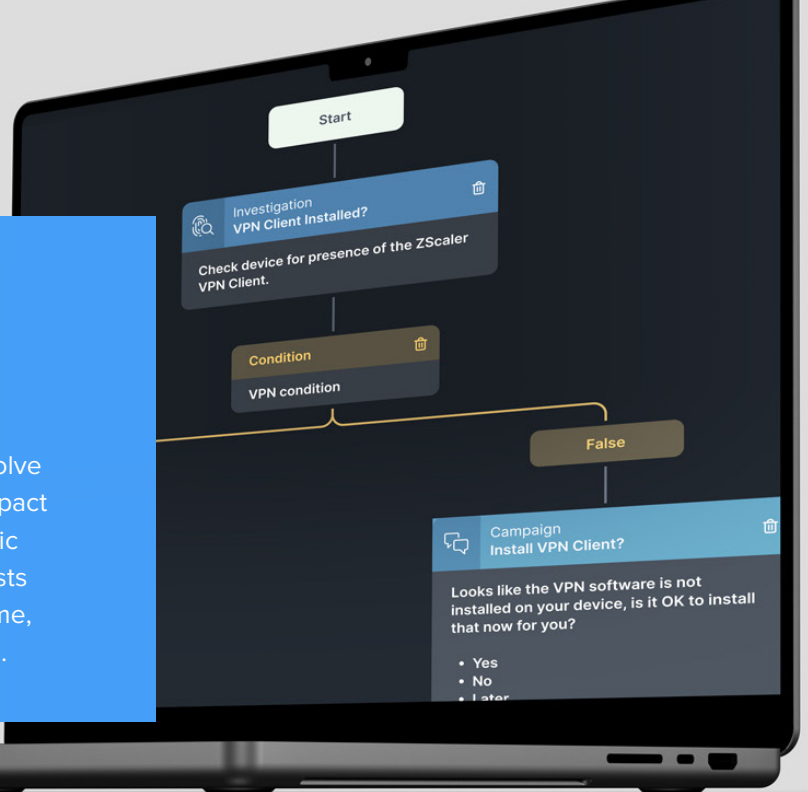 Start
Investigation
VPN Client Installed?
Check device for presence of the ZScaler
VPN Client.
Condition
VPN condition
False
Campaign
Install VPN Client?
Looks like the VPN software is not
installed on your device, is it OK to install
that now for you?
• Yes
• No
• Later
olve
pact
ic
sts
me,
.